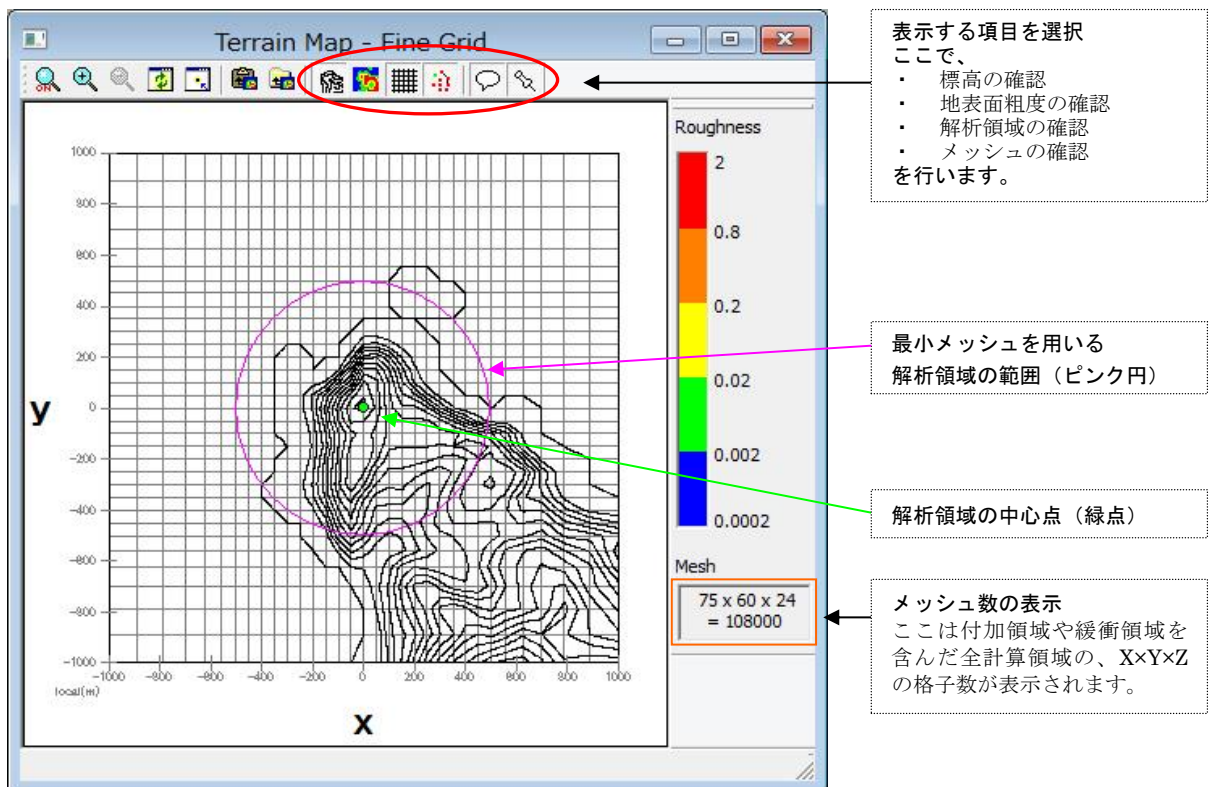 Terrain Map - Fine Grid
ON
表示する項目を選択
ここで、
・ 標高の確認
・ 地表面粗度の確認
・ 解析領域の確認
・ メッシュの確認
を行います。
Roughness
2
0.8
0.2
0.02
0.002
0.0002
1000
800
600
400
200
0
-200
-400
-600
-800
-1000
y
-1000
-800
-600
-400
-200
0
200
400
600
800
1000
local(m)
x
最小メッシュを用いる
解析領域の範囲（ピンク円）
解析領域の中心点（緑点）
Mesh
75 x 60 x 24
= 108000
メッシュ数の表示
ここは付加領域や緩衝領域を
含んだ全計算領域の、X×Y×Z
の格子数が表示されます。